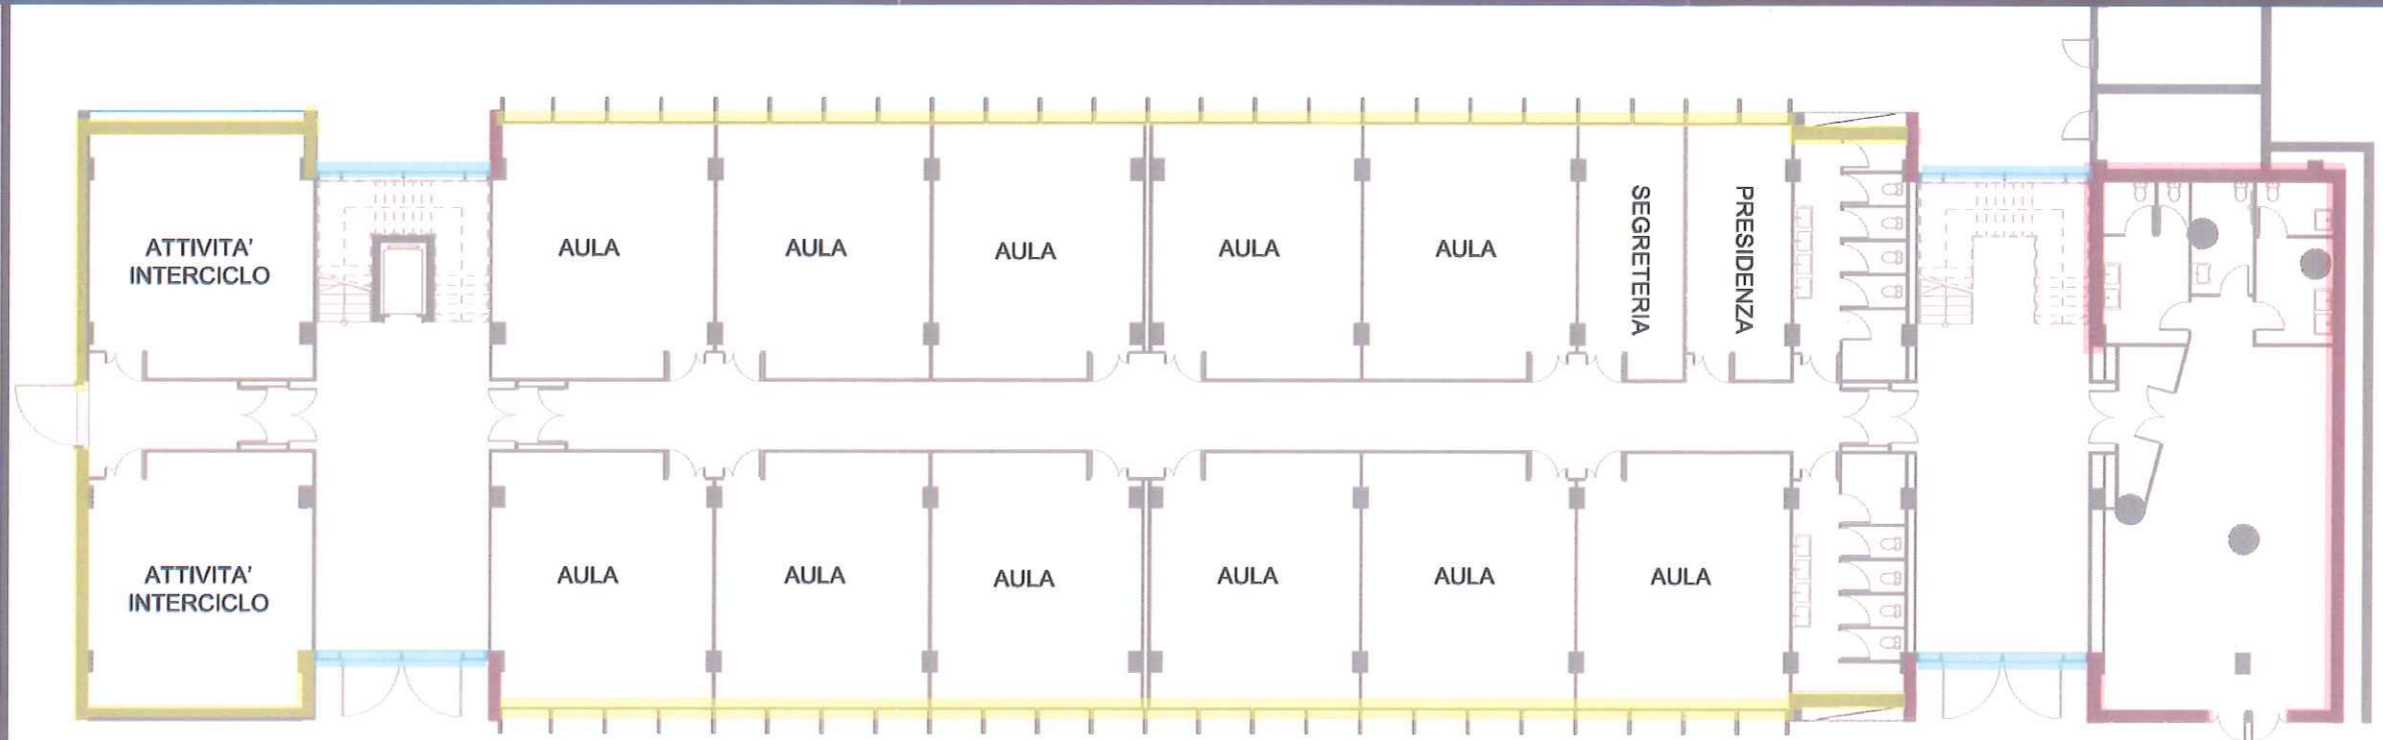 ATTIVITA'
INTERCICLO
AULA
AULA
AULA
AULA
AULA
SEGRETERIA
PRESIDENZA
ATTIVITA'
INTERCICLO
AULA
AULA
AULA
AULA
AULA
AULA